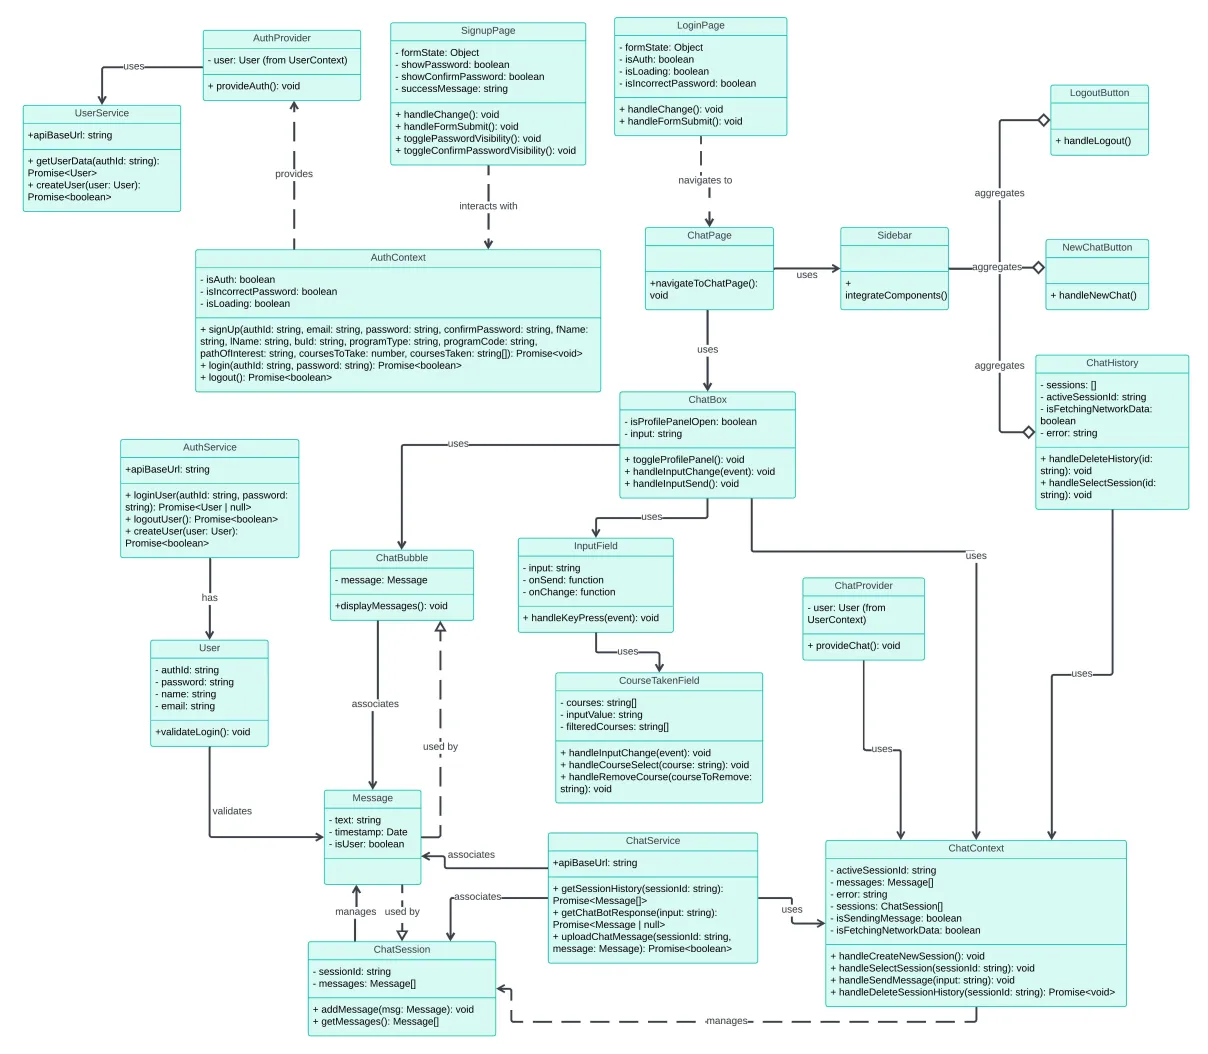 AuthProvider
- user: User (from UserContext)
+ provideAuth(): void
uses
UserService
+apiBaseUrl: string
+ getUserData(authId: string):
Promise<User>
+ createUser(user: User):
Promise<boolean>
provides
SignupPage
- formState: Object
- showPassword: boolean
- showConfirmPassword: boolean
- successMessage: string
+ handleChange(): void
+ handleFormSubmit(): void
+ togglePasswordVisibility(): void
+ toggleConfirmPasswordVisibility(): void
interacts with
LoginPage
- formState: Object
- isAuth: boolean
- isLoading: boolean
- isIncorrectPassword: boolean
+ handleChange(): void
+ handleFormSubmit(): void
navigates to
AuthContext
- isAuth: boolean
- isIncorrectPassword: boolean
- isLoading: boolean
+ signUp(authId: string, email: string, password: string, confirmPassword: string, fName:
string, lName: string, buId: string, programType: string, programCode: string,
pathOfInterest: string, coursesToTake: number, coursesTaken: string[]): Promise<void>
+ login(authId: string, password: string): Promise<boolean>
+ logout(): Promise<boolean>
ChatPage
+navigateToChatPage():
void
uses
Sidebar
+
integrateComponents()
aggregates
aggregates
aggregates
LogoutButton
+ handleLogout()
NewChatButton
+ handleNewChat()
ChatHistory
- sessions: []
- activeSessionId: string
- isFetchingNetworkData:
boolean
- error: string
+ handleDeleteHistory(id:
string): void
+ handleSelectSession(id:
string): void
uses
ChatBox
- isProfilePanelOpen: boolean
- input: string
+ toggleProfilePanel(): void
+ handleInputChange(event): void
+ handleInputSend(): void
uses
uses
uses
AuthService
+apiBaseUrl: string
+ loginUser(authId: string, password:
string): Promise<User | null>
+ logoutUser(): Promise<boolean>
+ createUser(user: User):
Promise<boolean>
has
User
- authId: string
- password: string
- name: string
- email: string
+validateLogin(): void
validates
ChatBubble
- message: Message
+displayMessages(): void
associates
used by
InputField
- input: string
- onSend: function
- onChange: function
+ handleKeyPress(event): void
uses
CourseTakenField
- courses: string[]
- inputValue: string
- filteredCourses: string[]
+ handleInputChange(event): void
+ handleCourseSelect(course: string): void
+ handleRemoveCourse(courseToRemove:
string): void
ChatProvider
- user: User (from
UserContext)
+ provideChat(): void
uses
uses
Message
- text: string
- timestamp: Date
- isUser: boolean
manages
used by
associates
associates
ChatService
+apiBaseUrl: string
+ getSessionHistory(sessionId: string):
Promise<Message[]>
+ getChatBotResponse(input: string):
Promise<Message | null>
+ uploadChatMessage(sessionId: string,
message: Message): Promise<boolean>
uses
ChatContext
- activeSessionId: string
- messages: Message[]
- error: string
- sessions: ChatSession[]
- isSendingMessage: boolean
- isFetchingNetworkData: boolean
+ handleCreateNewSession(): void
+ handleSelectSession(sessionId: string): void
+ handleSendMessage(input: string): void
+ handleDeleteSessionHistory(sessionId: string): Promise<void>
ChatSession
- sessionId: string
- messages: Message[]
+ addMessage(msg: Message): void
+ getMessages(): Message[]
manages